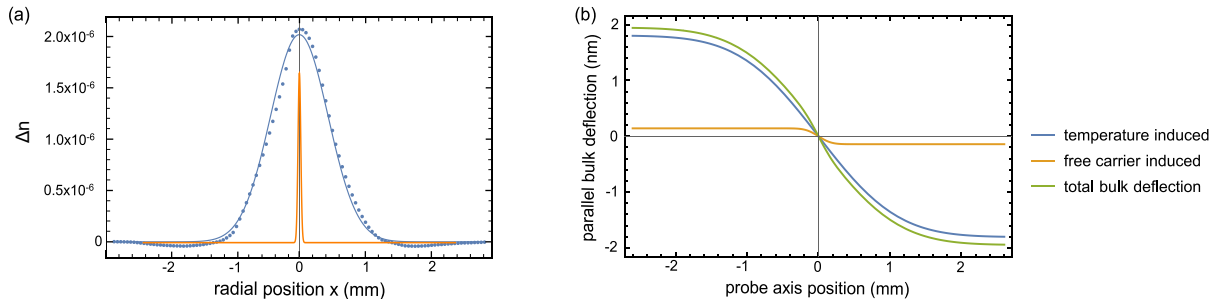 (a)
Δn
2.0x10-6
1.5x10-6
1.0x10-6
0.5x10-6
0
-2
-1
0
1
2
radial position x (mm)
(b)
parallel bulk deflection (nm)
2
1
0
-1
-2
-2
-1
0
1
2
probe axis position (mm)
temperature induced
free carrier induced
total bulk deflection